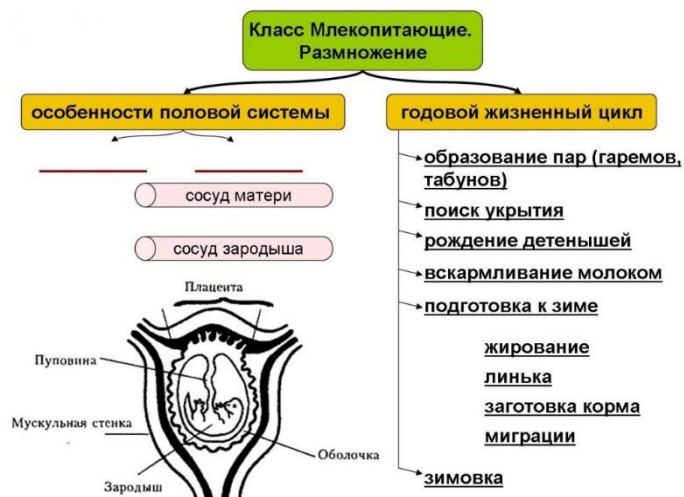 Класс Млекопитающие.
Размножение
особенности половой системы
годовой жизненный цикл
сосуд матери
сосуд зародыша
Плацента
Пуповина
Мускульная стенка
Оболочка
Зародыш
образование пар (гаремов,
табунов)
поиск укрытия
рождение детенышей
вскармливание молоком
подготовка к зиме
жирование
линька
заготовка корма
миграции
зимовка